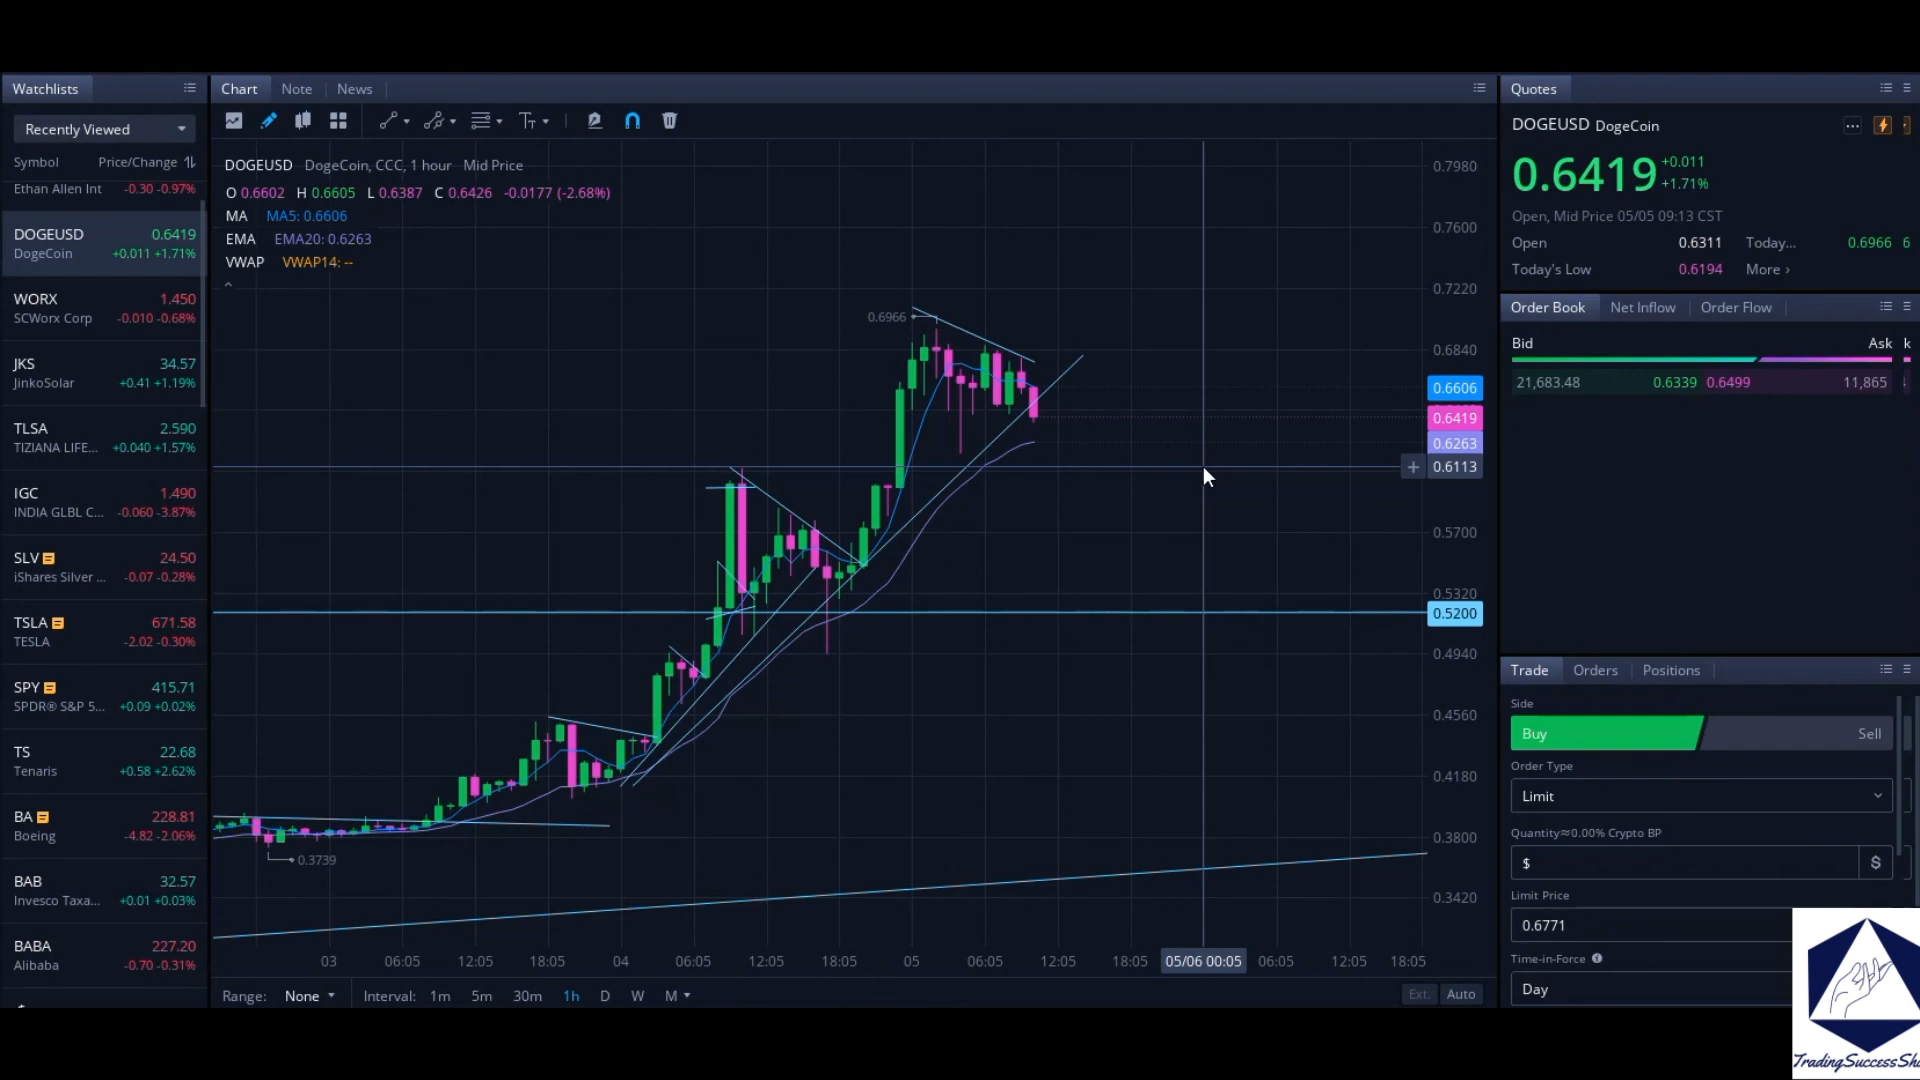 Watchlists
Recently Viewed
Symbol Price/Change
Ethan Allen Int -0.30 -0.97%
DOGEUSD 0.6419
DogeCoin +0.011 +1.71%
WORX 1.450
SCWorx Corp -0.010 -0.68%
JKS 34.57
JinkoSolar +0.41 +1.19%
TLSA 2.590
TIZIANA LIFE... +0.040 +1.57%
IGC 1.490
INDIA GLBL C... -0.060 -3.87%
SLV 24.50
iShares Silver ... -0.07 -0.28%
TSLA 671.58
TESLA -2.02 -0.30%
SPY 415.71
SPDR® S&P 5... +0.09 +0.02%
TS 22.68
Tenaris +0.58 +2.62%
BA 228.81
Boeing -4.82 -2.06%
BAB 32.57
Invesco Taxa... +0.01 +0.03%
BABA 227.20
Alibaba -0.70 -0.31%
Chart Note News
DOGEUSD DogeCoin, CCC, 1 hour Mid Price
O 0.6602 H 0.6605 L 0.6387 C 0.6426 -0.0177 (-2.68%)
MA MA5: 0.6606
EMA EMA20: 0.6263
VWAP VWAP14: --
0.6966
0.3739
0.7980
0.7600
0.7220
0.6840
0.6606
0.6419
0.6263
0.6113
0.5700
0.5320
0.5200
0.4940
0.4560
0.4180
0.3800
0.3420
03 06:05 12:05 18:05 04 06:05 12:05 18:05 05 06:05 12:05 18:05 05/06 00:05 06:05 12:05 18:05
Range: None Interval: 1m 5m 30m 1h D W M Ext. Auto
Quotes
DOGEUSD DogeCoin
0.6419 +0.011
+1.71%
Open, Mid Price 05/05 09:13 CST
Open 0.6311 Today... 0.6966 6
Today's Low 0.6194 More ›
Order Book Net Inflow Order Flow
Bid Ask k
21,683.48 0.6339 0.6499 11,865
Trade Orders Positions
Side
Buy Sell
Order Type
Limit
Quantity≈0.00% Crypto BP
$ $
Limit Price
0.6771
Time-in-Force
Day
TradingSuccessSh